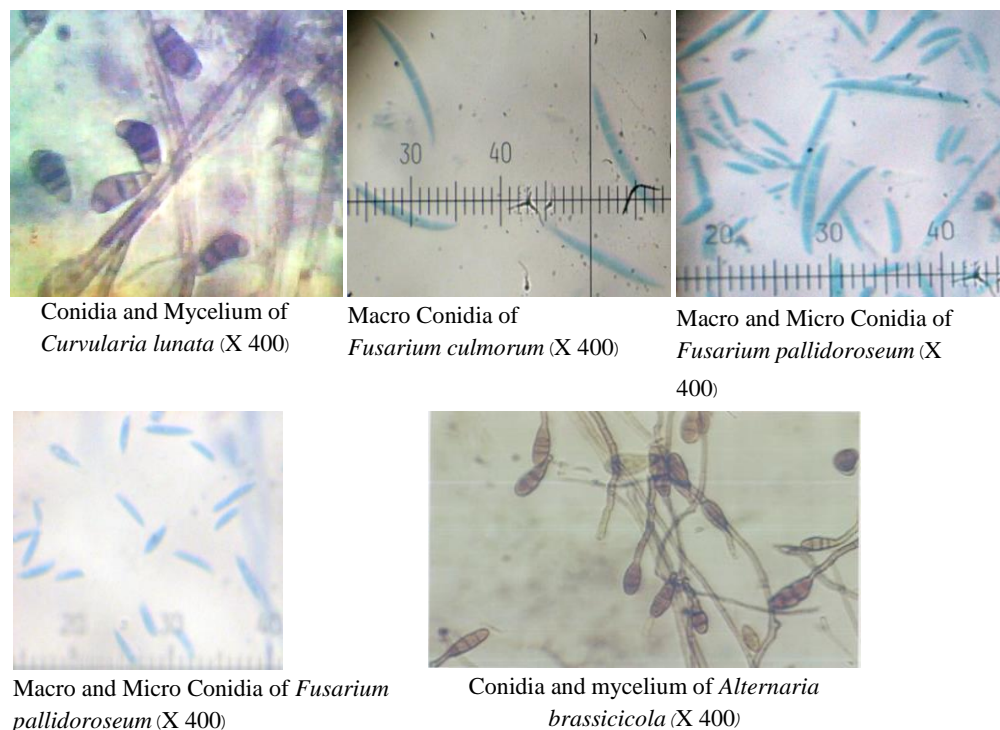 30
40
20
30
40
Conidia and Mycelium of
Curvularia lunata (X 400)
Macro Conidia of
Fusarium culmorum (X 400)
Macro and Micro Conidia of
Fusarium pallidoroseum (X
400)
20
30
40
Macro and Micro Conidia of Fusarium
pallidoroseum (X 400)
Conidia and mycelium of Alternaria
brassicicola (X 400)